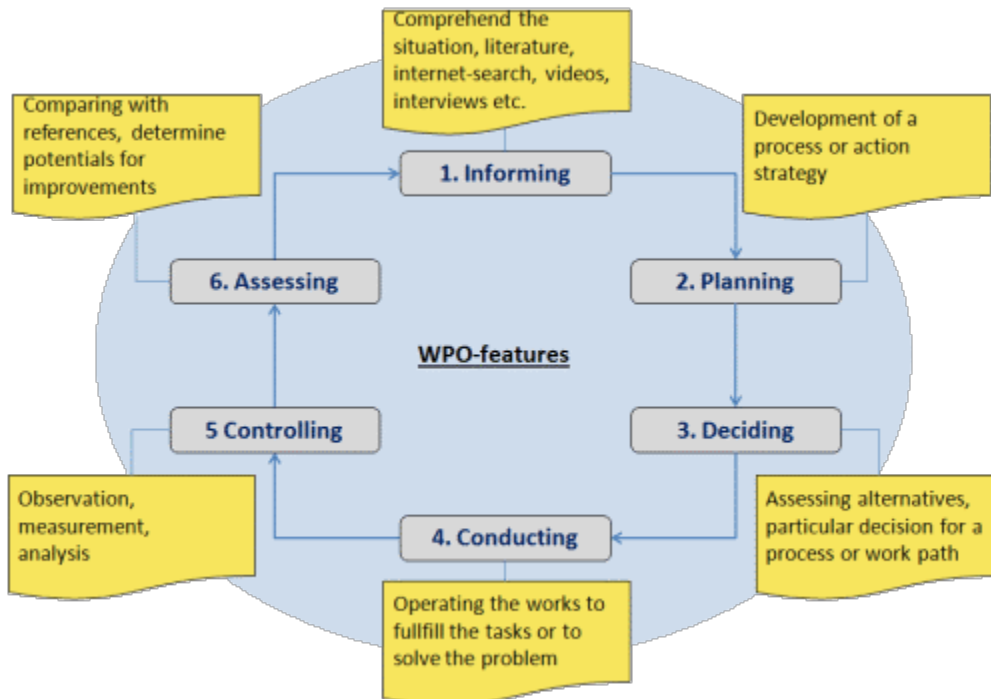 Comprehend the
situation, literature,
internet-search, videos,
interviews etc.
1. Informing
Development of a
process or action
strategy
2. Planning
3. Deciding
Assessing alternatives,
particular decision for a
process or work path
4. Conducting
Operating the works to
fullfill the tasks or to
solve the problem
5 Controlling
Observation,
measurement,
analysis
6. Assessing
Comparing with
references, determine
potentials for
improvements
WPO-features